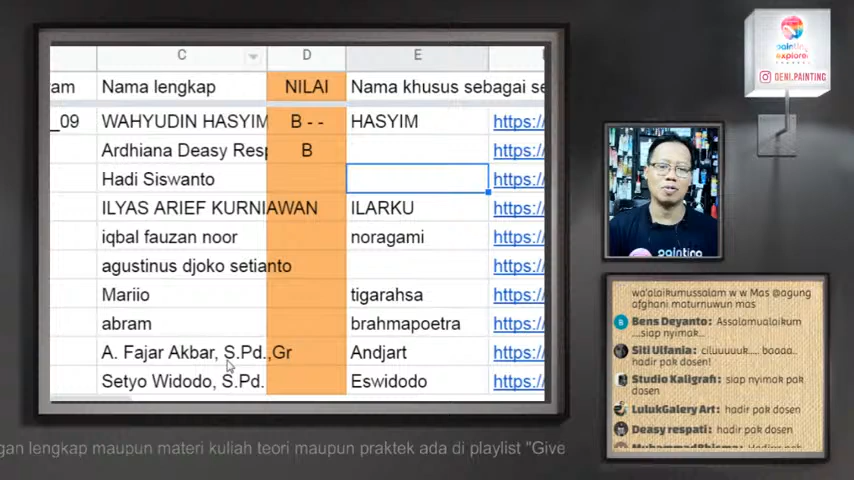 C D E
am Nama lengkap NILAI Nama khusus sebagai se
_09 WAHYUDIN HASYIM B - - HASYIM https:/
Ardhiana Deasy Resp B https:/
Hadi Siswanto https:/
ILYAS ARIEF KURNIAWAN ILARKU https:/
iqbal fauzan noor noragami https:/
agustinus djoko setianto https:/
Mariio tigarahsa https:/
abram brahmapoetra https:/
A. Fajar Akbar, S.Pd.,Gr Andjart https:/
Setyo Widodo, S.Pd. Eswidodo https:/
gan lengkap maupun materi kuliah teori maupun praktek ada di playlist "Give
painting
explorer
CHANNEL
DENI.PAINTING
painting
wa'alaikumussalam w w Mas @agung
afghani maturnuwun mas
B Bens Deyanto: Assalamualaikum
....siap nyimak...
Siti Ulfania: ciluuuuuk..... baaaa..
hadir pak dosen!
Studio Kaligrafi: siap nyimak pak
dosen
LulukGalery Art: hadir pak dosen
Deasy respati: hadir pak dosen